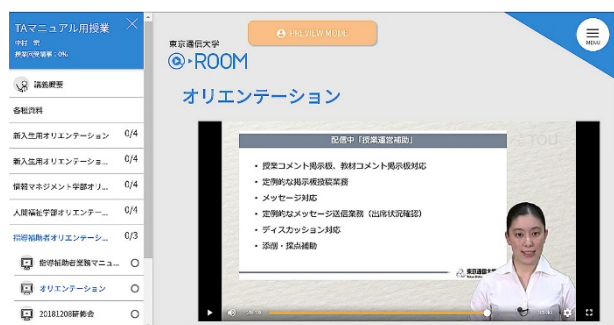 TAマニュアル用授業
講義概要
各種資料
新入生用オリエンテーション 0/4
新入生用オリエンテーショ... 0/4
情報マネジメント学部オリ... 0/4
人間福祉学部オリエンテー... 0/4
指導補助者オリエンテーシ... 0/3
指導補助者業務マニュ...
オリエンテーション
20181208研修会
PREVIEW MODE
MENU
東京通信大学
@・ROOM
オリエンテーション
TOU
配信中「授業運営補助」
・ 授業コメント掲示板、教材コメント掲示板対応
・ 定例的な掲示板投稿業務
・ メッセージ対応
・ 定例的なメッセージ送信業務（出席状況確認）
・ ディスカッション対応
・ 添削・採点補助
東京通信大